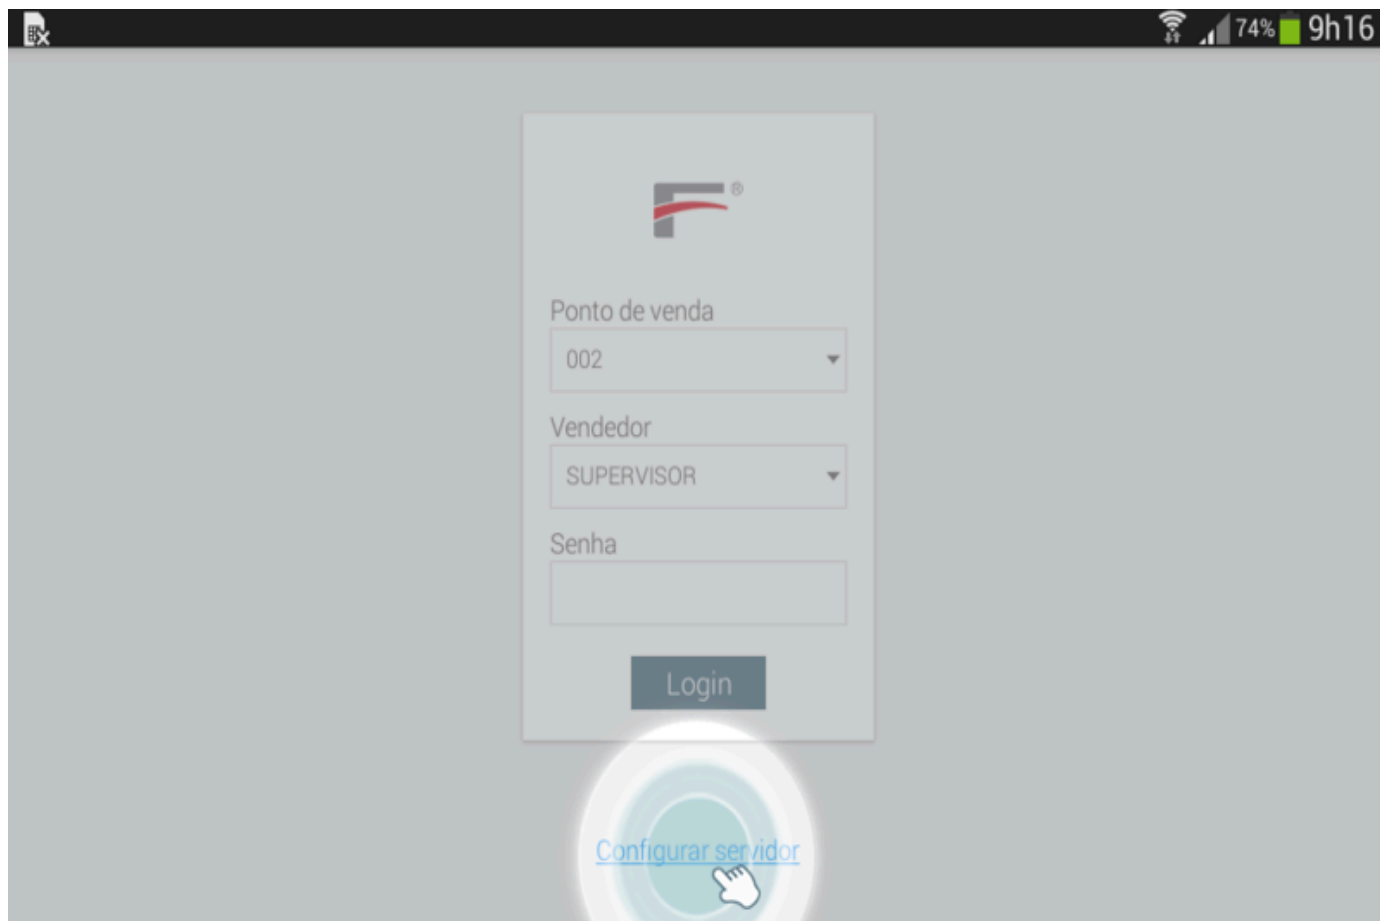 74% 9h16
®
Ponto de venda
002
Vendedor
SUPERVISOR
Senha
Login
Configurar servidor